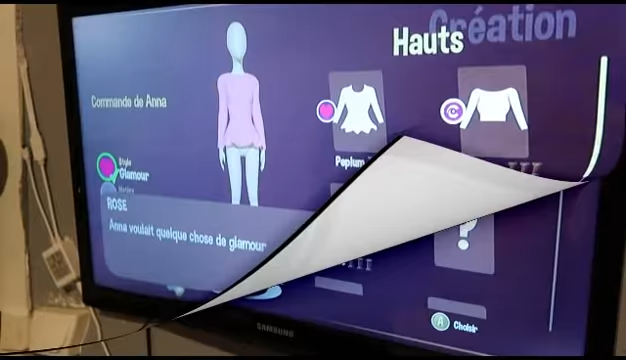 Création
Hauts
Commande de Anna
Style
Glamour
Peplum
ROSE
Anna voulait quelque chose de glamour
?
A Choisir
SAMSUNG